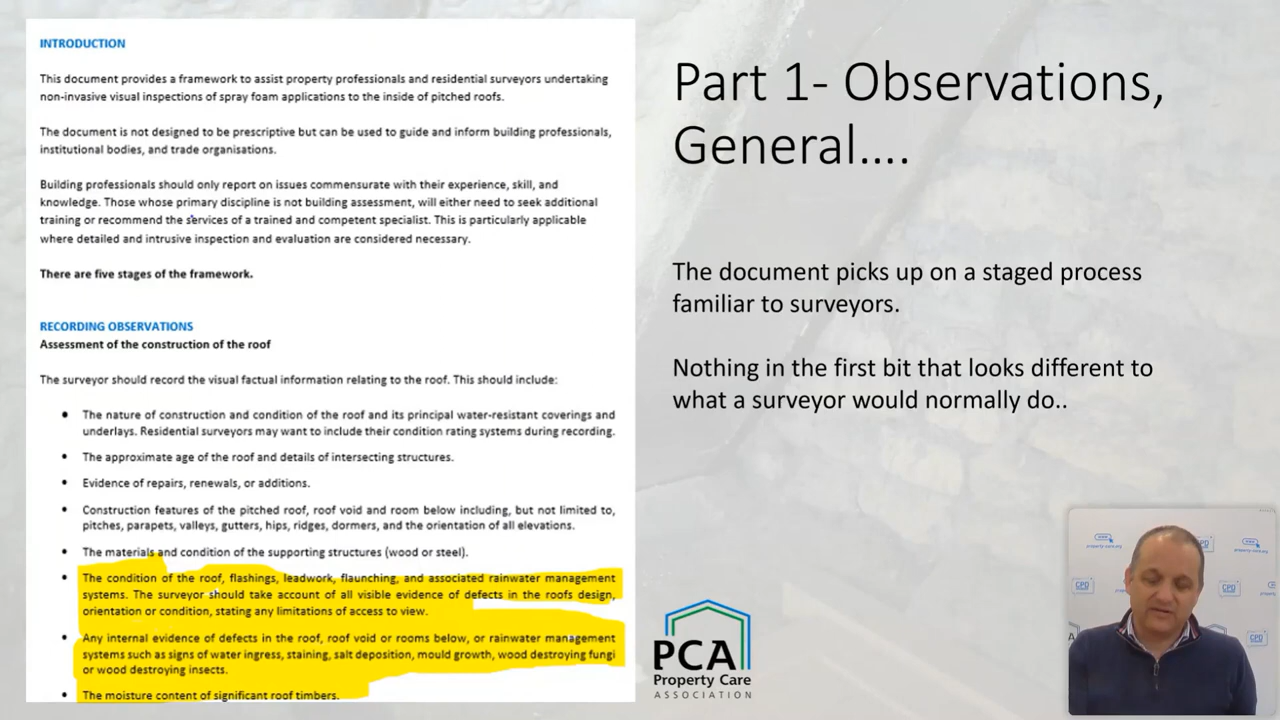 INTRODUCTION
This document provides a framework to assist property professionals and residential surveyors undertaking
non-invasive visual inspections of spray foam applications to the inside of pitched roofs.
The document is not designed to be prescriptive but can be used to guide and inform building professionals,
institutional bodies, and trade organisations.
Building professionals should only report on issues commensurate with their experience, skill, and
knowledge. Those whose primary discipline is not building assessment, will either need to seek additional
training or recommend the services of a trained and competent specialist. This is particularly applicable
where detailed and intrusive inspection and evaluation are considered necessary.
There are five stages of the framework.
RECORDING OBSERVATIONS
Assessment of the construction of the roof
The surveyor should record the visual factual information relating to the roof. This should include:
• The nature of construction and condition of the roof and its principal water-resistant coverings and
underlays. Residential surveyors may want to include their condition rating systems during recording.
• The approximate age of the roof and details of intersecting structures.
• Evidence of repairs, renewals, or additions.
• Construction features of the pitched roof, roof void and room below including, but not limited to,
pitches, parapets, valleys, gutters, hips, ridges, dormers, and the orientation of all elevations.
• The materials and condition of the supporting structures (wood or steel).
• The condition of the roof, flashings, leadwork, flaunching, and associated rainwater management
systems. The surveyor should take account of all visible evidence of defects in the roofs design,
orientation or condition, stating any limitations of access to view.
• Any internal evidence of defects in the roof, roof void or rooms below, or rainwater management
systems such as signs of water ingress, staining, salt deposition, mould growth, wood destroying fungi
or wood destroying insects.
• The moisture content of significant roof timbers.
Part 1- Observations,
General....
The document picks up on a staged process
familiar to surveyors.
Nothing in the first bit that looks different to
what a surveyor would normally do..
PCA
Property Care
ASSOCIATION
property-care.org
CPD
CPD